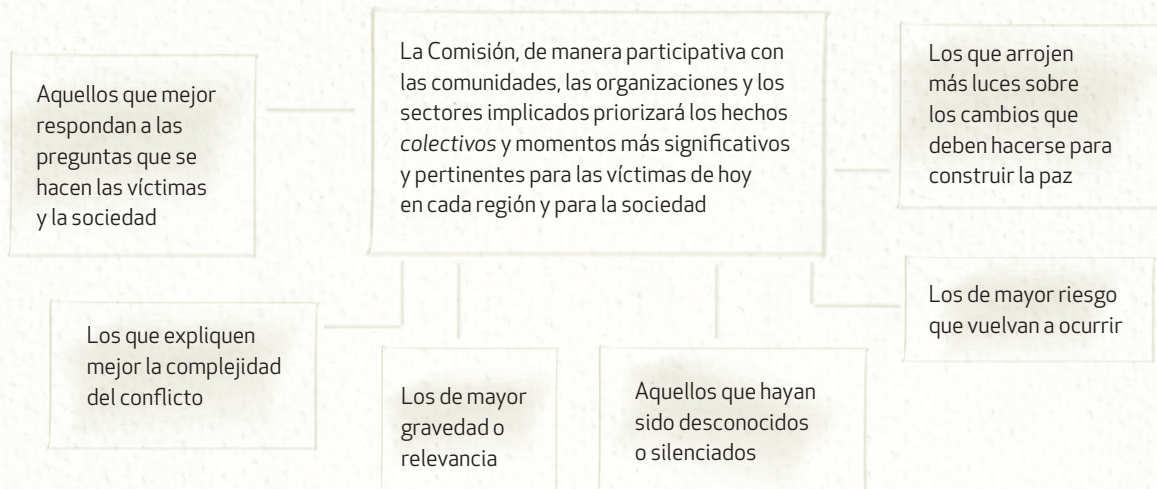 Aquellos que mejor
respondan a las
preguntas que se
hacen las víctimas
y la sociedad
La Comisión, de manera participativa con
las comunidades, las organizaciones y los
sectores implicados priorizará los hechos
colectivos y momentos más significativos
y pertinentes para las víctimas de hoy
en cada región y para la sociedad
Los que arrojen
más luces sobre
los cambios que
deben hacerse para
construir la paz
Los que expliquen
mejor la complejidad
del conflicto
Los de mayor
gravedad o
relevancia
Aquellos que hayan
sido desconocidos
o silenciados
Los de mayor riesgo
que vuelvan a ocurrir